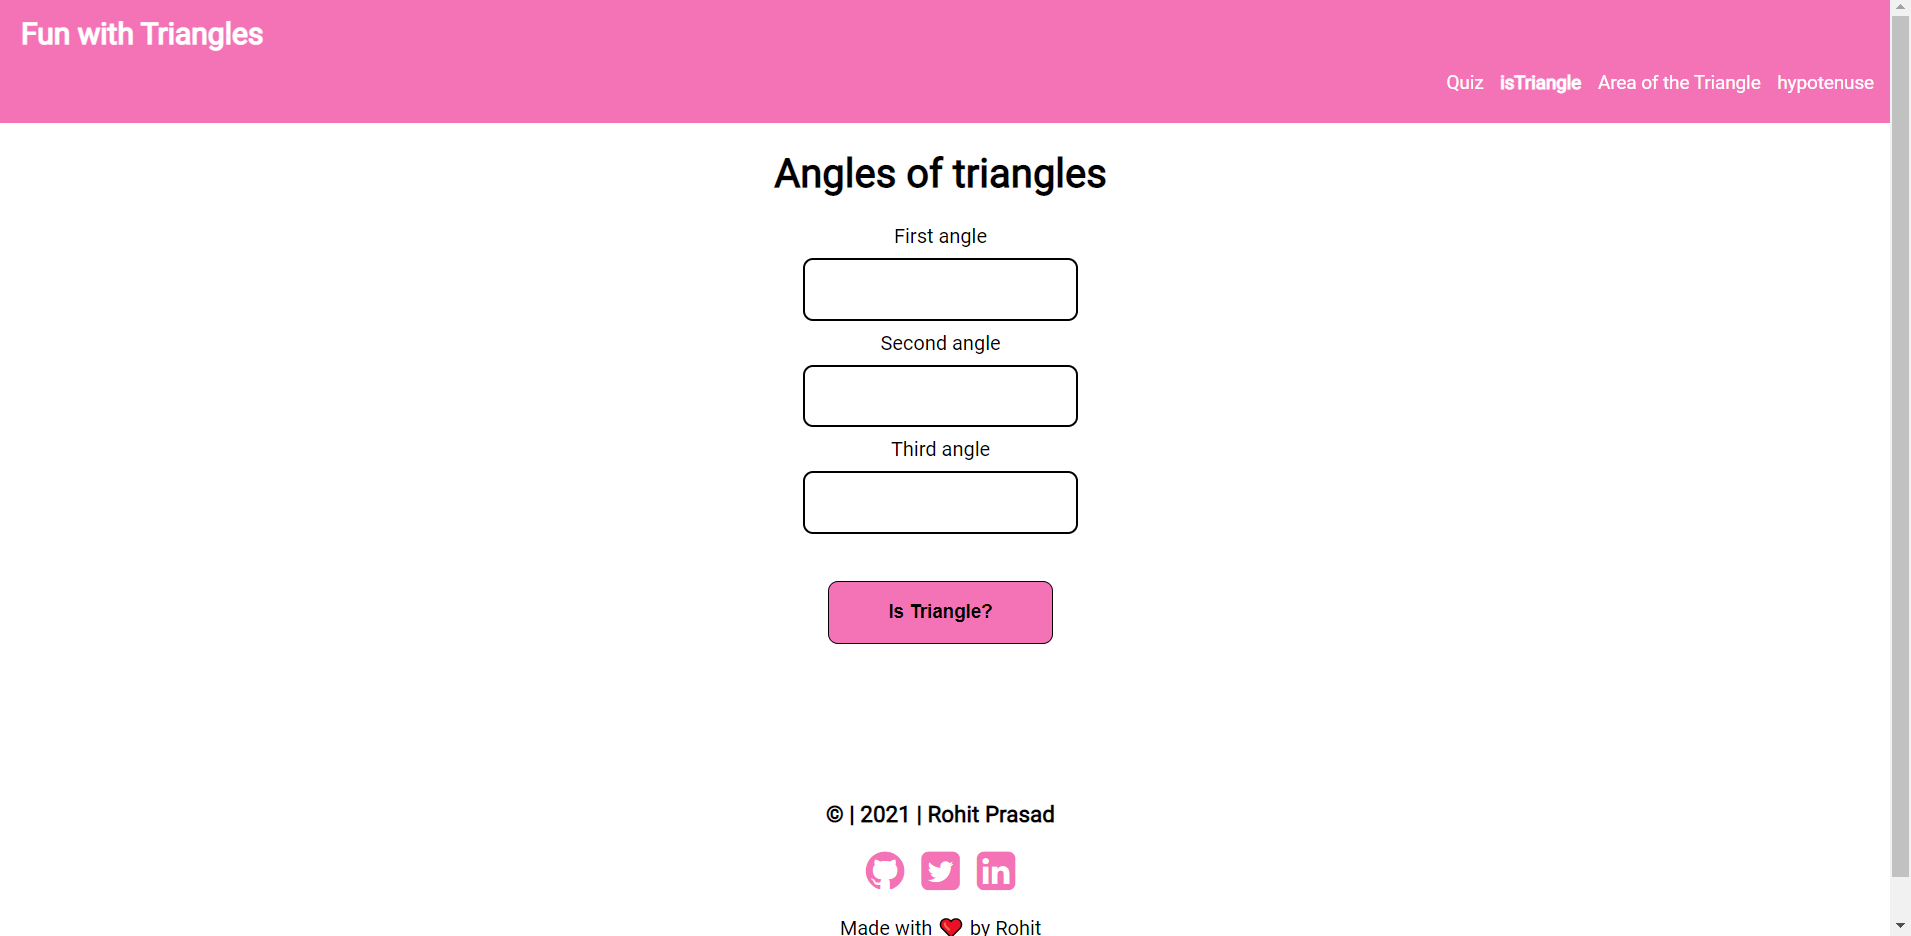 Fun with Triangles
Quiz isTriangle Area of the Triangle hypotenuse
Angles of triangles
First angle
Second angle
Third angle
Is Triangle?
© | 2021 | Rohit Prasad
in
Made with ❤️ by Rohit